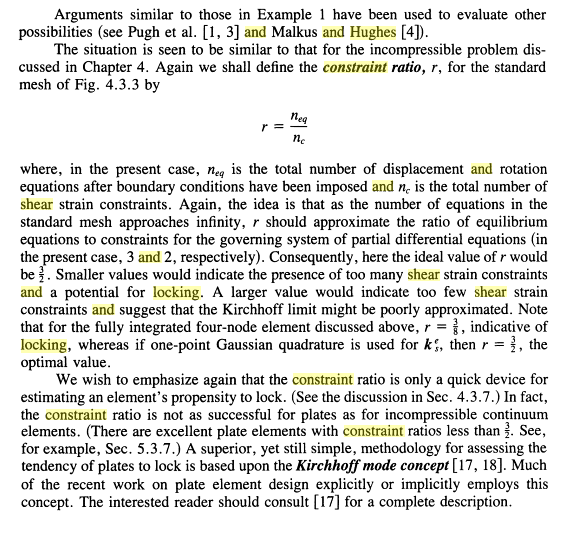 Arguments similar to those in Example 1 have been used to evaluate other
possibilities (see Pugh et al. [1, 3] and Malkus and Hughes [4]).
The situation is seen to be similar to that for the incompressible problem dis-
cussed in Chapter 4. Again we shall define the constraint ratio, r, for the standard
mesh of Fig. 4.3.3 by
r = n_eq / n_c
where, in the present case, n_eq is the total number of displacement and rotation
equations after boundary conditions have been imposed and n_c is the total number of
shear strain constraints. Again, the idea is that as the number of equations in the
standard mesh approaches infinity, r should approximate the ratio of equilibrium
equations to constraints for the governing system of partial differential equations (in
the present case, 3 and 2, respectively). Consequently, here the ideal value of r would
be 3/2. Smaller values would indicate the presence of too many shear strain constraints
and a potential for locking. A larger value would indicate too few shear strain
constraints and suggest that the Kirchhoff limit might be poorly approximated. Note
that for the fully integrated four-node element discussed above, r = 3/8, indicative of
locking, whereas if one-point Gaussian quadrature is used for k_s^e, then r = 3/2, the
optimal value.
We wish to emphasize again that the constraint ratio is only a quick device for
estimating an element's propensity to lock. (See the discussion in Sec. 4.3.7.) In fact,
the constraint ratio is not as successful for plates as for incompressible continuum
elements. (There are excellent plate elements with constraint ratios less than 3/2. See,
for example, Sec. 5.3.7.) A superior, yet still simple, methodology for assessing the
tendency of plates to lock is based upon the Kirchhoff mode concept [17, 18]. Much
of the recent work on plate element design explicitly or implicitly employs this
concept. The interested reader should consult [17] for a complete description.